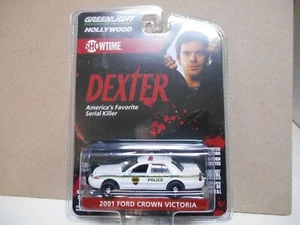 GREENLIGHT
HOLLYWOOD
SHOWTIME
DEXTER
America's Favorite
Serial Killer
POLICE
2001 FORD CROWN VICTORIA